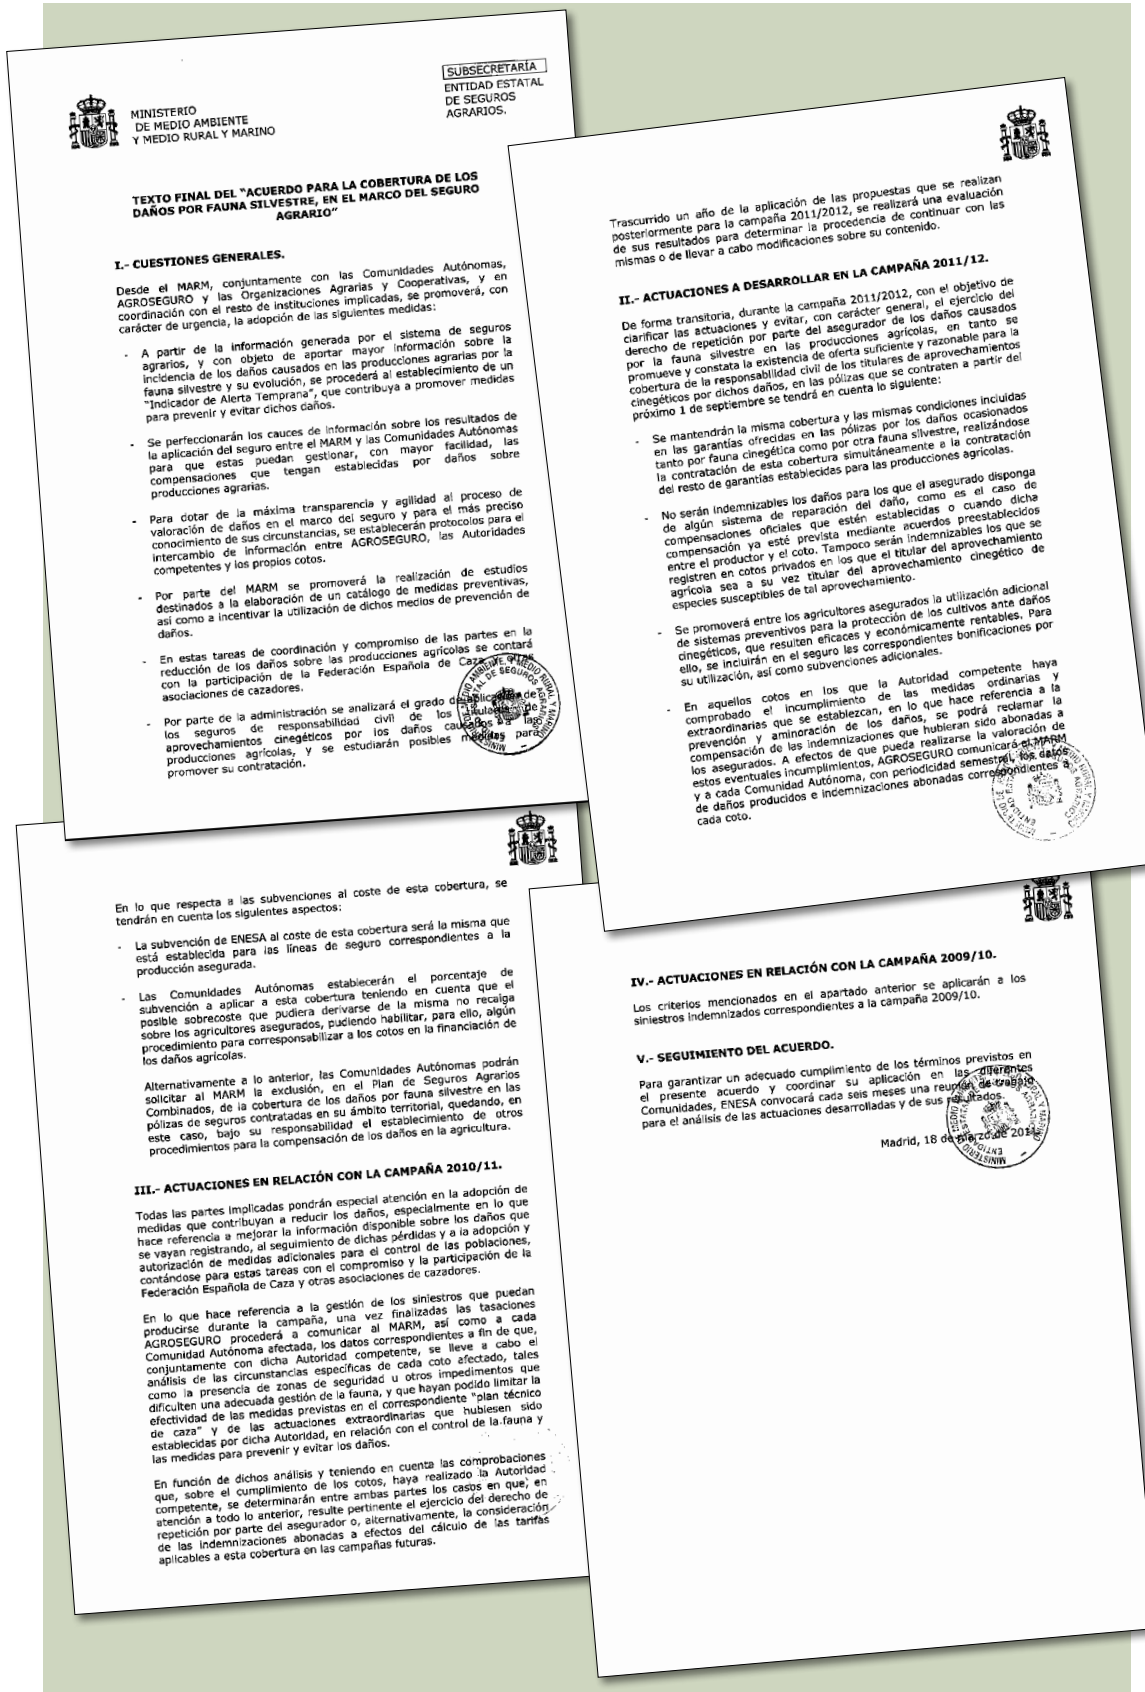 MINISTERIO
DE MEDIO AMBIENTE
Y MEDIO RURAL Y MARINO
SUBSECRETARÍA
ENTIDAD ESTATAL
DE SEGUROS
AGRARIOS.
TEXTO FINAL DEL "ACUERDO PARA LA COBERTURA DE LOS
DAÑOS POR FAUNA SILVESTRE, EN EL MARCO DEL SEGURO
AGRARIO"
I.- CUESTIONES GENERALES.
Desde el MARM, conjuntamente con las Comunidades Autónomas,
AGROSEGURO y las Organizaciones Agrarias y Cooperativas, y en
coordinación con el resto de instituciones implicadas, se promoverá, con
carácter de urgencia, la adopción de las siguientes medidas:
- A partir de la información generada por el sistema de seguros
agrarios, y con objeto de aportar mayor información sobre la
incidencia de los daños causados en las producciones agrarias por la
fauna silvestre y su evolución, se procederá al establecimiento de un
"Indicador de Alerta Temprana", que contribuya a promover medidas
para prevenir y evitar dichos daños.
- Se perfeccionarán los cauces de información sobre los resultados de
la aplicación del seguro entre el MARM y las Comunidades Autónomas
para que estas puedan gestionar, con mayor facilidad, las
compensaciones que tengan establecidas por daños sobre
producciones agrarias.
- Para dotar de la máxima transparencia y agilidad al proceso de
valoración de daños en el marco del seguro y para el más preciso
conocimiento de sus circunstancias, se establecerán protocolos para el
intercambio de información entre AGROSEGURO, las Autoridades
competentes y los propios cotos.
- Por parte del MARM se promoverá la realización de estudios
destinados a la elaboración de un catálogo de medidas preventivas,
así como a incentivar la utilización de dichos medios de prevención de
daños.
- En estas tareas de coordinación y compromiso de las partes en la
reducción de los daños sobre las producciones agrícolas se contará
con la participación de la Federación Española de Caza y otras
asociaciones de cazadores.
- Por parte de la administración se analizará el grado de aplicación de
los seguros de responsabilidad civil de los titulares de
aprovechamientos cinegéticos por los daños causados a las
producciones agrícolas, y se estudiarán posibles medidas para
promover su contratación.
Trascurrido un año de la aplicación de las propuestas que se realizan
posteriormente para la campaña 2011/2012, se realizará una evaluación
de sus resultados para determinar la procedencia de continuar con las
mismas o de llevar a cabo modificaciones sobre su contenido.
II.- ACTUACIONES A DESARROLLAR EN LA CAMPAÑA 2011/12.
De forma transitoria, durante la campaña 2011/2012, con el objetivo de
clarificar las actuaciones y evitar, con carácter general, el ejercicio del
derecho de repetición por parte del asegurador de los daños causados
por la fauna silvestre en las producciones agrícolas, en tanto se
promueve y constata la existencia de oferta suficiente y razonable para la
cobertura de la responsabilidad civil de los titulares de aprovechamientos
cinegéticos por dichos daños, en las pólizas que se contraten a partir del
próximo 1 de septiembre se tendrá en cuenta lo siguiente:
- Se mantendrán la misma cobertura y las mismas condiciones incluidas
en las garantías ofrecidas en las pólizas por los daños ocasionados
tanto por fauna cinegética como por otra fauna silvestre, realizándose
la contratación de esta cobertura simultáneamente a la contratación
del resto de garantías establecidas para las producciones agrícolas.
- No serán indemnizables los daños para los que el asegurado disponga
de algún sistema de reparación del daño, como es el caso de
compensaciones oficiales que estén establecidas o cuando dicha
compensación ya esté prevista mediante acuerdos preestablecidos
entre el productor y el coto. Tampoco serán indemnizables los que se
registren en cotos privados en los que el titular del aprovechamiento
agrícola sea a su vez titular del aprovechamiento cinegético de
especies susceptibles de tal aprovechamiento.
- Se promoverá entre los agricultores asegurados la utilización adicional
de sistemas preventivos para la protección de los cultivos ante daños
cinegéticos, que resulten eficaces y económicamente rentables. Para
ello, se incluirán en el seguro las correspondientes bonificaciones por
su utilización, así como subvenciones adicionales.
- En aquellos cotos en los que la Autoridad competente haya
comprobado el incumplimiento de las medidas ordinarias y
extraordinarias que se establezcan, en lo que hace referencia a la
prevención y aminoración de los daños, se podrá reclamar la
compensación de las indemnizaciones que hubieran sido abonadas a
los asegurados. A efectos de que pueda realizarse la valoración de
estos eventuales incumplimientos, AGROSEGURO comunicará al MARM
y a cada Comunidad Autónoma, con periodicidad semestral, los datos
de daños producidos e indemnizaciones abonadas correspondientes a
cada coto.
En lo que respecta a las subvenciones al coste de esta cobertura, se
tendrán en cuenta los siguientes aspectos:
- La subvención de ENESA al coste de esta cobertura será la misma que
está establecida para las líneas de seguro correspondientes a la
producción asegurada.
- Las Comunidades Autónomas establecerán el porcentaje de
subvención a aplicar a esta cobertura teniendo en cuenta que el
posible sobrecoste que pudiera derivarse de la misma no recaiga
sobre los agricultores asegurados, pudiendo habilitar, para ello, algún
procedimiento para corresponsabilizar a los cotos en la financiación de
los daños agrícolas.
Alternativamente a lo anterior, las Comunidades Autónomas podrán
solicitar al MARM la exclusión, en el Plan de Seguros Agrarios
Combinados, de la cobertura de los daños por fauna silvestre en las
pólizas de seguros contratadas en su ámbito territorial, quedando, en
este caso, bajo su responsabilidad el establecimiento de otros
procedimientos para la compensación de los daños en la agricultura.
III.- ACTUACIONES EN RELACIÓN CON LA CAMPAÑA 2010/11.
Todas las partes implicadas pondrán especial atención en la adopción de
medidas que contribuyan a reducir los daños, especialmente en lo que
hace referencia a mejorar la información disponible sobre los daños que
se vayan registrando, al seguimiento de dichas pérdidas y a la adopción y
autorización de medidas adicionales para el control de las poblaciones,
contándose para estas tareas con el compromiso y la participación de la
Federación Española de Caza y otras asociaciones de cazadores.
En lo que hace referencia a la gestión de los siniestros que puedan
producirse durante la campaña, una vez finalizadas las tasaciones
AGROSEGURO procederá a comunicar al MARM, así como a cada
Comunidad Autónoma afectada, los datos correspondientes a fin de que,
conjuntamente con dicha Autoridad competente, se lleve a cabo el
análisis de las circunstancias específicas de cada coto afectado, tales
como la presencia de zonas de seguridad u otros impedimentos que
dificulten una adecuada gestión de la fauna, y que hayan podido limitar la
efectividad de las medidas previstas en el correspondiente "plan técnico
de caza" y de las actuaciones extraordinarias que hubiesen sido
establecidas por dicha Autoridad, en relación con el control de la fauna y
las medidas para prevenir y evitar los daños.
En función de dichos análisis y teniendo en cuenta las comprobaciones
que, sobre el cumplimiento de los cotos, haya realizado la Autoridad
competente, se determinarán entre ambas partes los casos en que, en
atención a todo lo anterior, resulte pertinente el ejercicio del derecho de
repetición por parte del asegurador o, alternativamente, la consideración
de las indemnizaciones abonadas a efectos del cálculo de las tarifas
aplicables a esta cobertura en las campañas futuras.
IV.- ACTUACIONES EN RELACIÓN CON LA CAMPAÑA 2009/10.
Los criterios mencionados en el apartado anterior se aplicarán a los
siniestros indemnizados correspondientes a la campaña 2009/10.
V.- SEGUIMIENTO DEL ACUERDO.
Para garantizar un adecuado cumplimiento de los términos previstos en
el presente acuerdo y coordinar su aplicación en las diferentes
Comunidades, ENESA convocará cada seis meses una reunión de trabajo
para el análisis de las actuaciones desarrolladas y de sus resultados.
Madrid, 18 de marzo de 2011